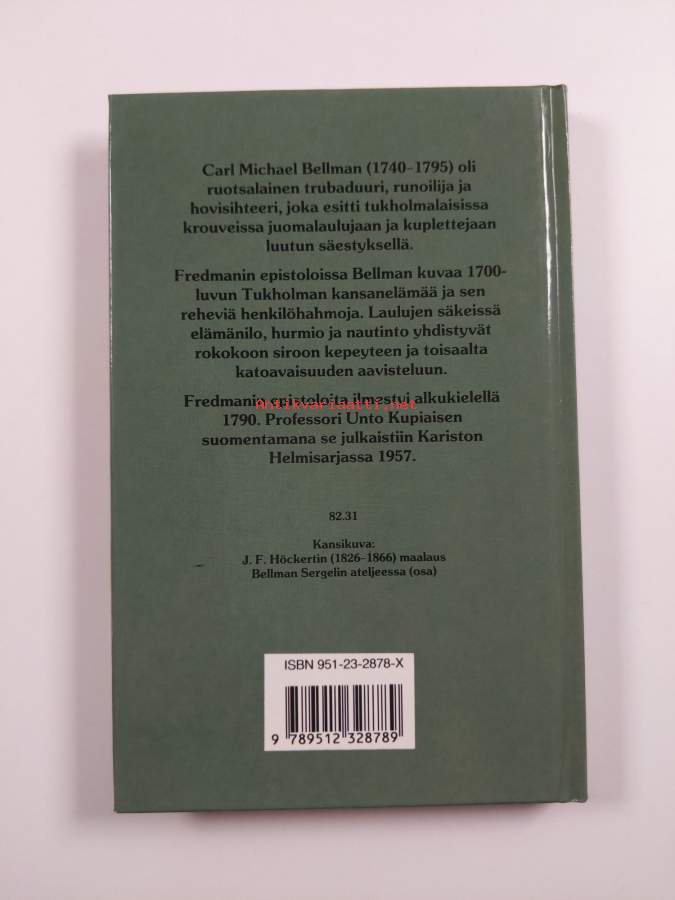 Carl Michael Bellman (1740-1795) oli
ruotsalainen trubaduuri, runoilija ja
hovisihteeri, joka esitti tukholmalaisissa
krouveissa juomalaulujaan ja kuplettejaan
luutun säestyksellä.
Fredmanin epistoloissa Bellman kuvaa 1700-
luvun Tukholman kansanelämää ja sen
reheviä henkilöhahmoja. Laulujen säkeissä
elämänilo, hurmio ja nautinto yhdistyvät
rokokoon siroon kepeyteen ja toisaalta
katoavaisuuden aavisteluun.
Fredmanin epistoloita ilmestyi alkukielellä
Antikvariaatti.net
1790. Professori Unto Kupiaisen
suomentamana se julkaistiin Kariston
Helmisarjassa 1957.
82.31
Kansikuva:
J. F. Höckertin (1826-1866) maalaus
Bellman Sergelin ateljeessa (osa)
ISBN 951-23-2878-X
9 789512 328789